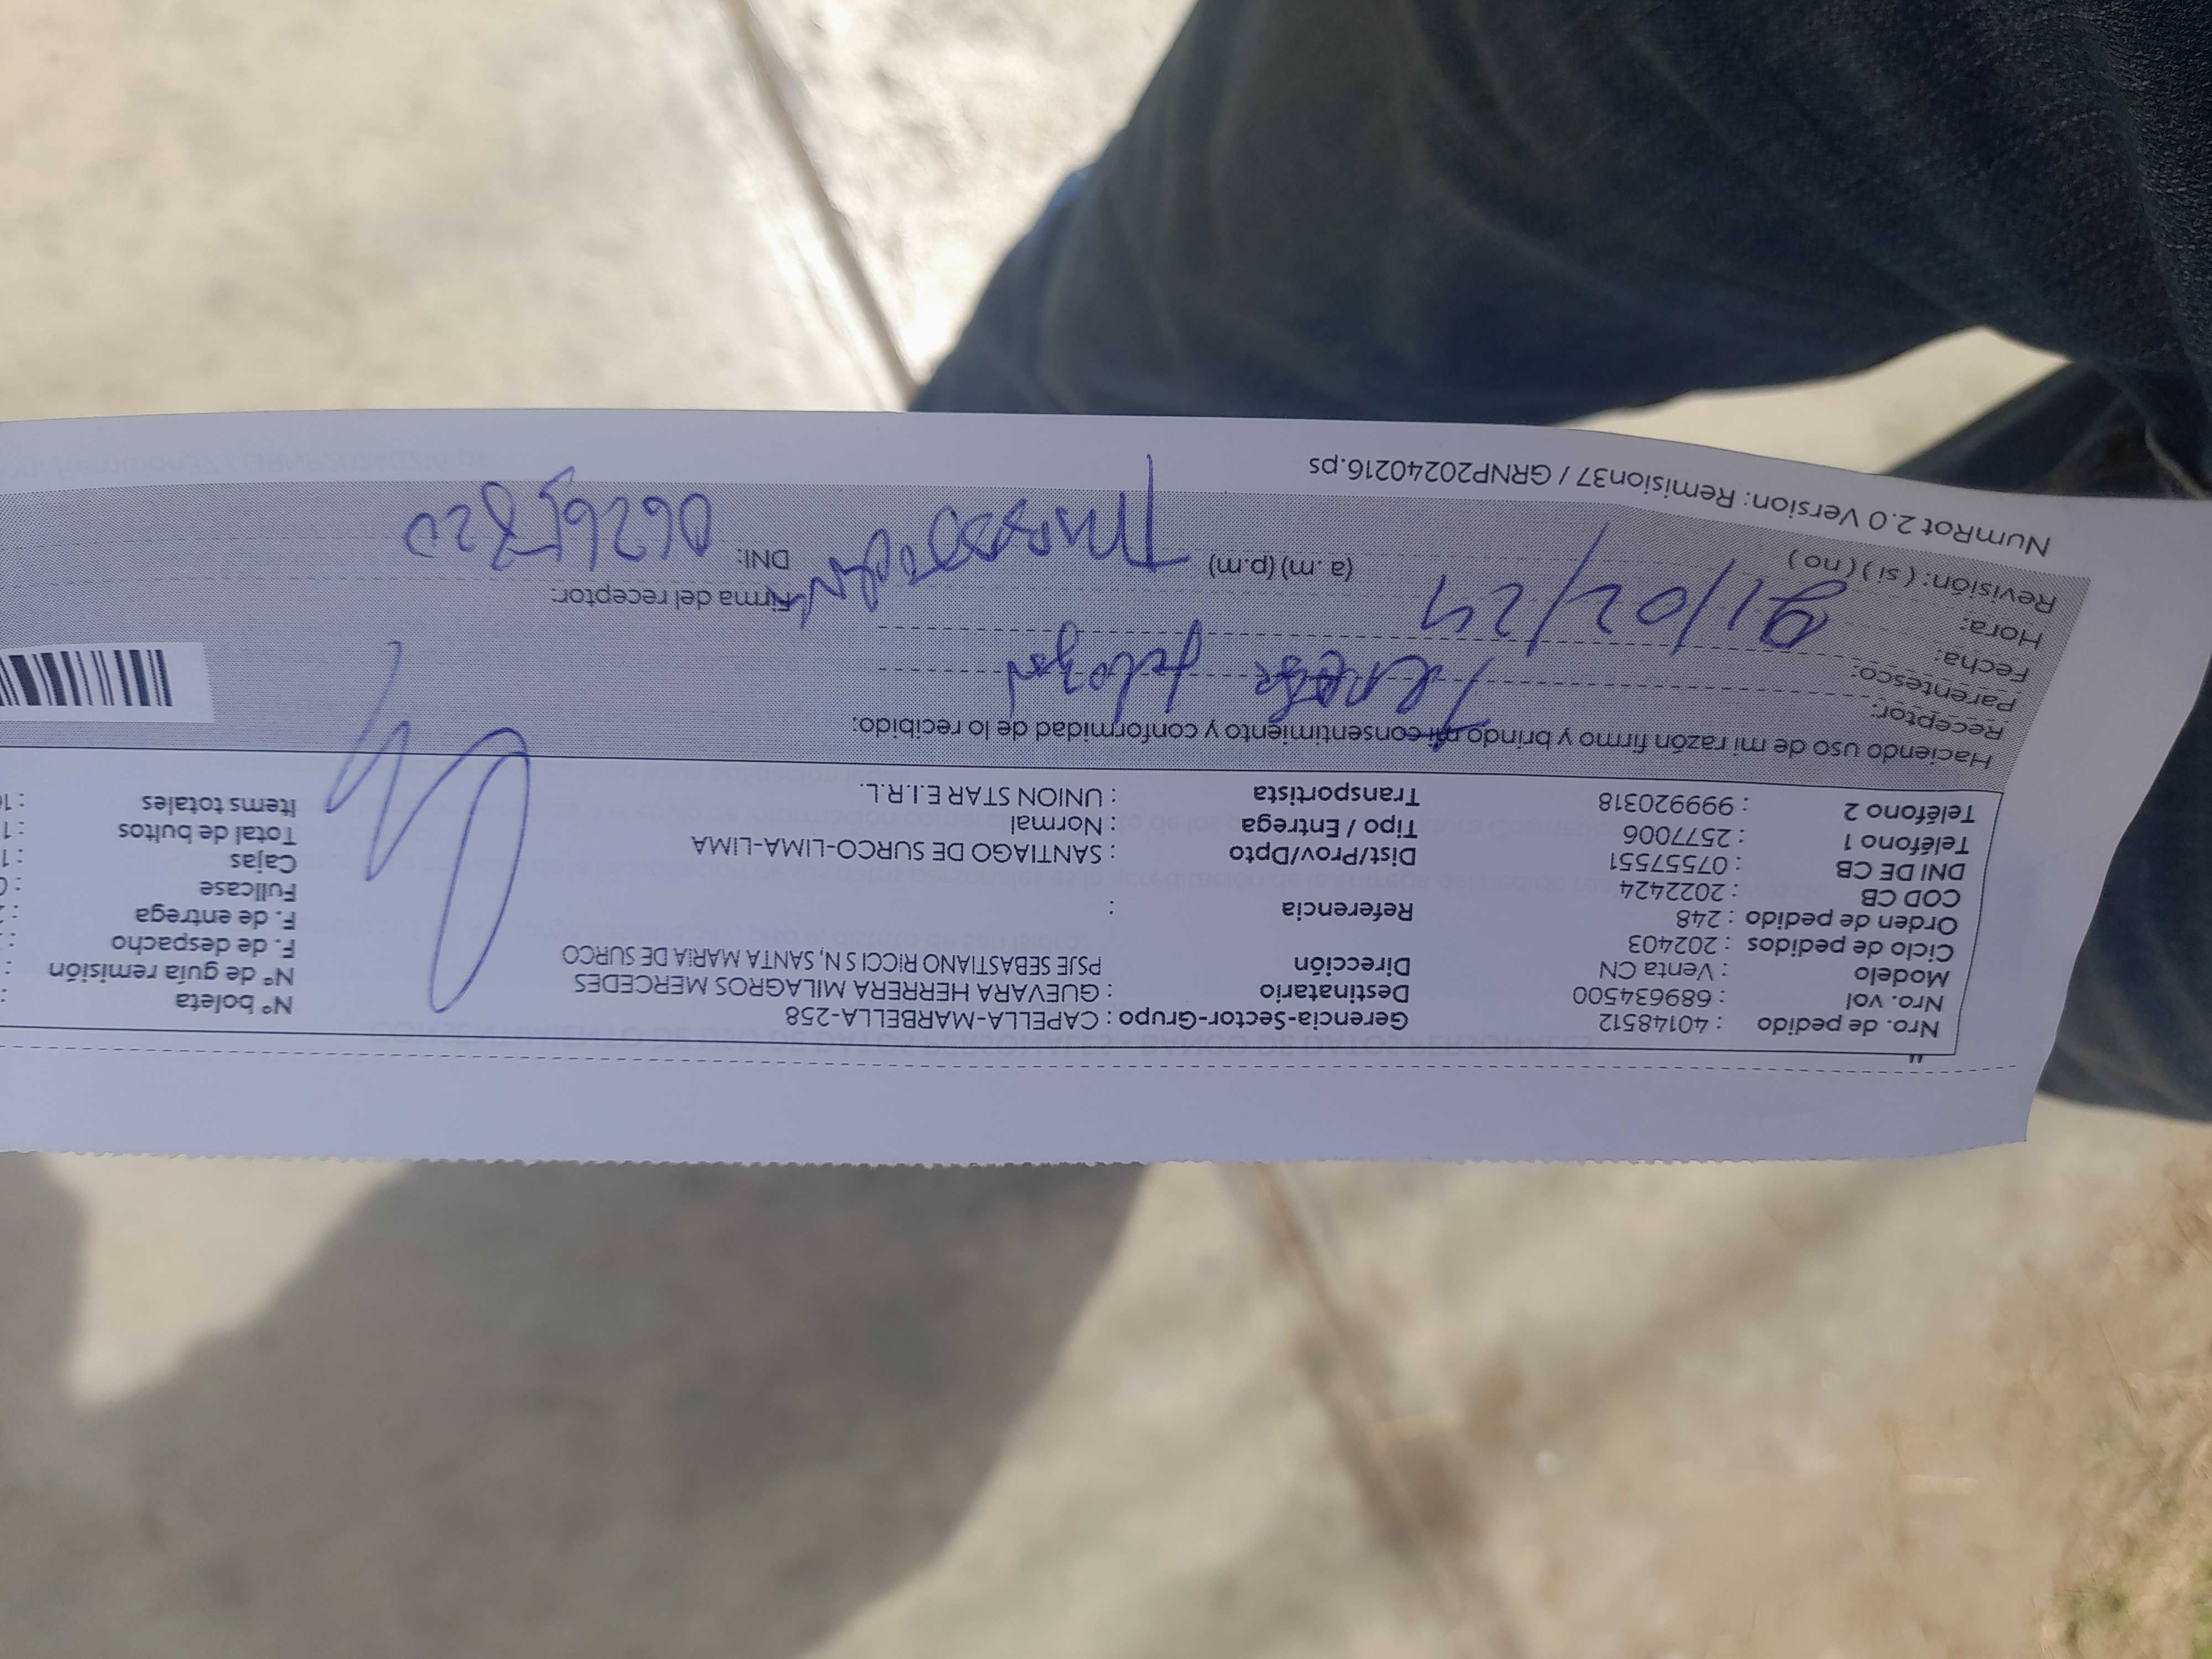 Nro. de pedido : 40148512 Gerencia-Sector-Grupo : CAPELLA-MARBELLA-258 Nº boleta :
Nro. vol : 689634500 Destinatario : GUEVARA HERRERA MILAGROS MERCEDES Nº de guía remisión :
Modelo : Venta CN Dirección PSJE SEBASTIANO RICCI S N, SANTA MARIA DE SURCO F. de despacho :
Ciclo de pedidos : 202403 F. de entrega :
Orden de pedido : 248 Referencia : Fullcase :
COD CB : 2022424 Cajas : 1
DNI DE CB : 07557551 Dist/Prov/Dpto : SANTIAGO DE SURCO-LIMA-LIMA Total de bultos : 1
Teléfono 1 : 2577006 Tipo / Entrega : Normal Items totales :
Teléfono 2 : 999920318 Transportista : UNION STAR E.I.R.L.
Haciendo uso de mi razón firmo y brindo mi consentimiento y conformidad de lo recibido:
Receptor:
Parentesco:
Fecha: 21/02/24 Firma del receptor:
Hora: (a.m) (p.m) DNI: 06265820
Revisión: ( si ) ( no )
NumRot 2.0 Version: Remision37 / GRNP20240216.ps